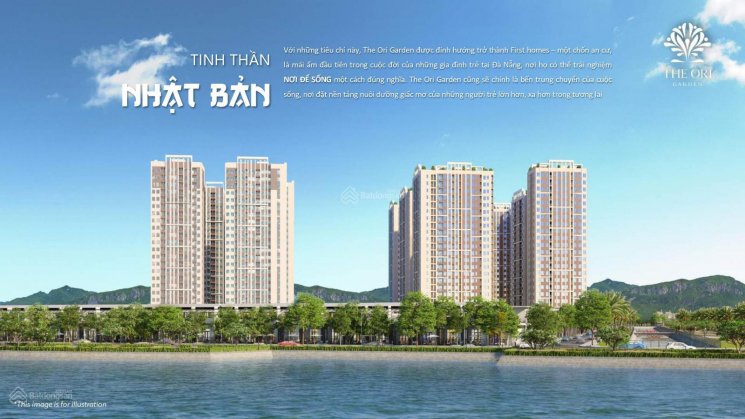 TINH THẦN
NHẬT BẢN
Với những tiêu chí này, The Ori Garden được định hướng trở thành First homes – một chốn an cư,
là mái ấm đầu tiên trong cuộc đời của những gia đình trẻ tại Đà Nẵng, nơi họ có thể trải nghiệm
NƠI ĐỂ SỐNG một cách đúng nghĩa. The Ori Garden cũng sẽ chính là bến trung chuyển của cuộc
sống, nơi đặt nền tảng nuôi dưỡng giấc mơ của những người trẻ lớn hơn, xa hơn trong tương lai
THE ORI
GARDEN
Batdongsan
Batdongsan
*This image is for illustration